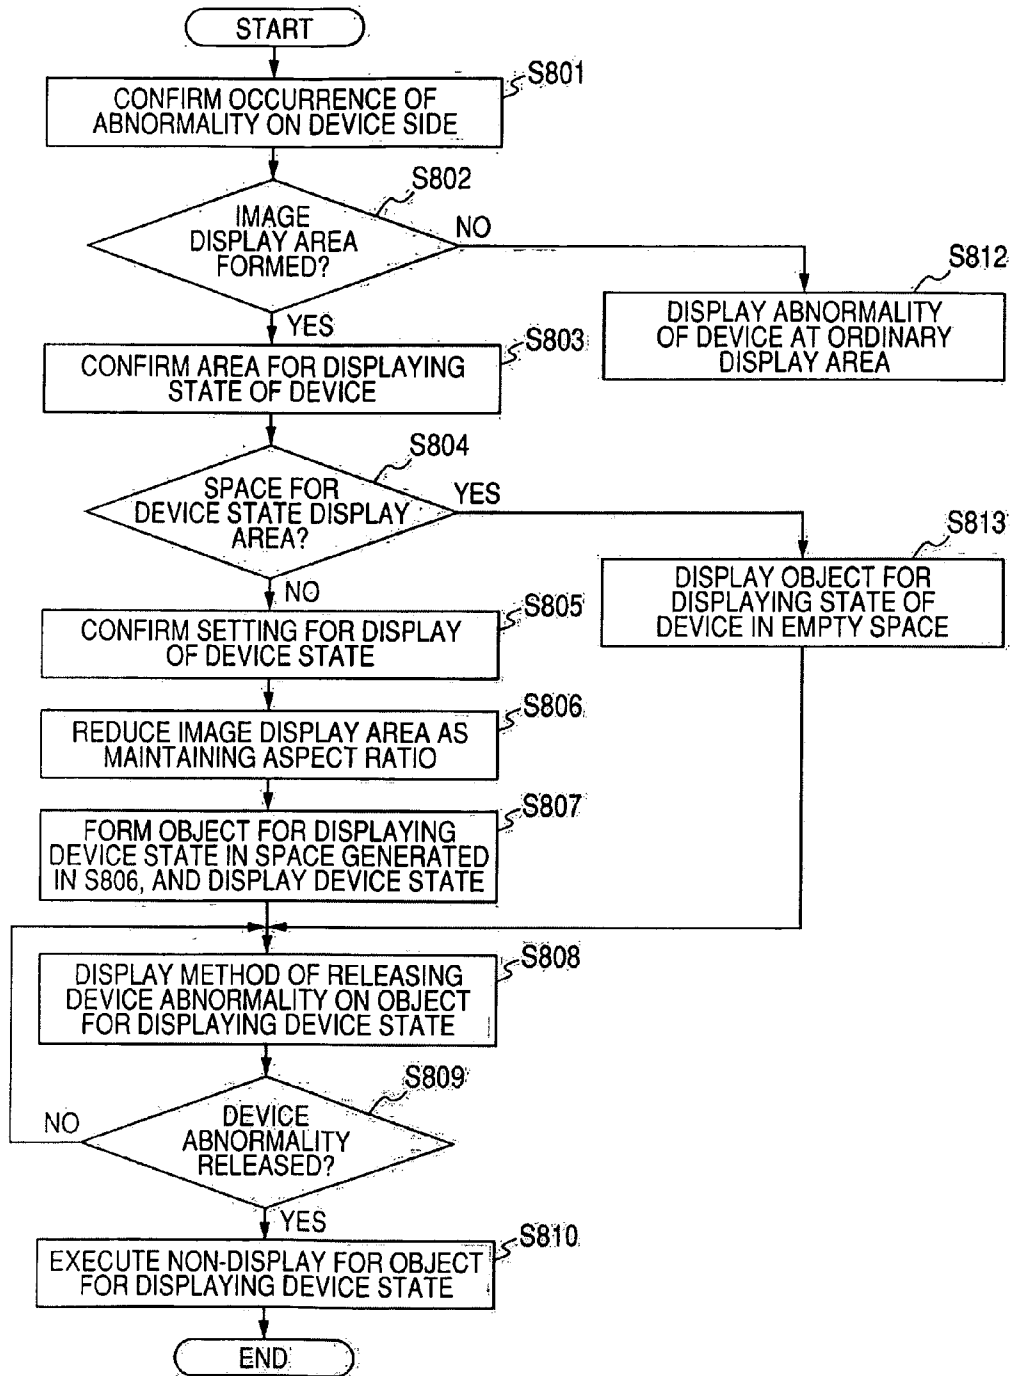 START
S801
CONFIRM OCCURRENCE OF
ABNORMALITY ON DEVICE SIDE
S802
IMAGE
DISPLAY AREA
FORMED?
NO
S812
DISPLAY ABNORMALITY
OF DEVICE AT ORDINARY
DISPLAY AREA
YES
S803
CONFIRM AREA FOR DISPLAYING
STATE OF DEVICE
S804
SPACE FOR
DEVICE STATE DISPLAY
AREA?
YES
S813
DISPLAY OBJECT FOR
DISPLAYING STATE OF
DEVICE IN EMPTY SPACE
NO
S805
CONFIRM SETTING FOR DISPLAY
OF DEVICE STATE
S806
REDUCE IMAGE DISPLAY AREA AS
MAINTAINING ASPECT RATIO
S807
FORM OBJECT FOR DISPLAYING
DEVICE STATE IN SPACE GENERATED
IN S806, AND DISPLAY DEVICE STATE
S808
DISPLAY METHOD OF RELEASING
DEVICE ABNORMALITY ON OBJECT
FOR DISPLAYING DEVICE STATE
S809
DEVICE
ABNORMALITY
RELEASED?
NO
YES
S810
EXECUTE NON-DISPLAY FOR OBJECT
FOR DISPLAYING DEVICE STATE
END